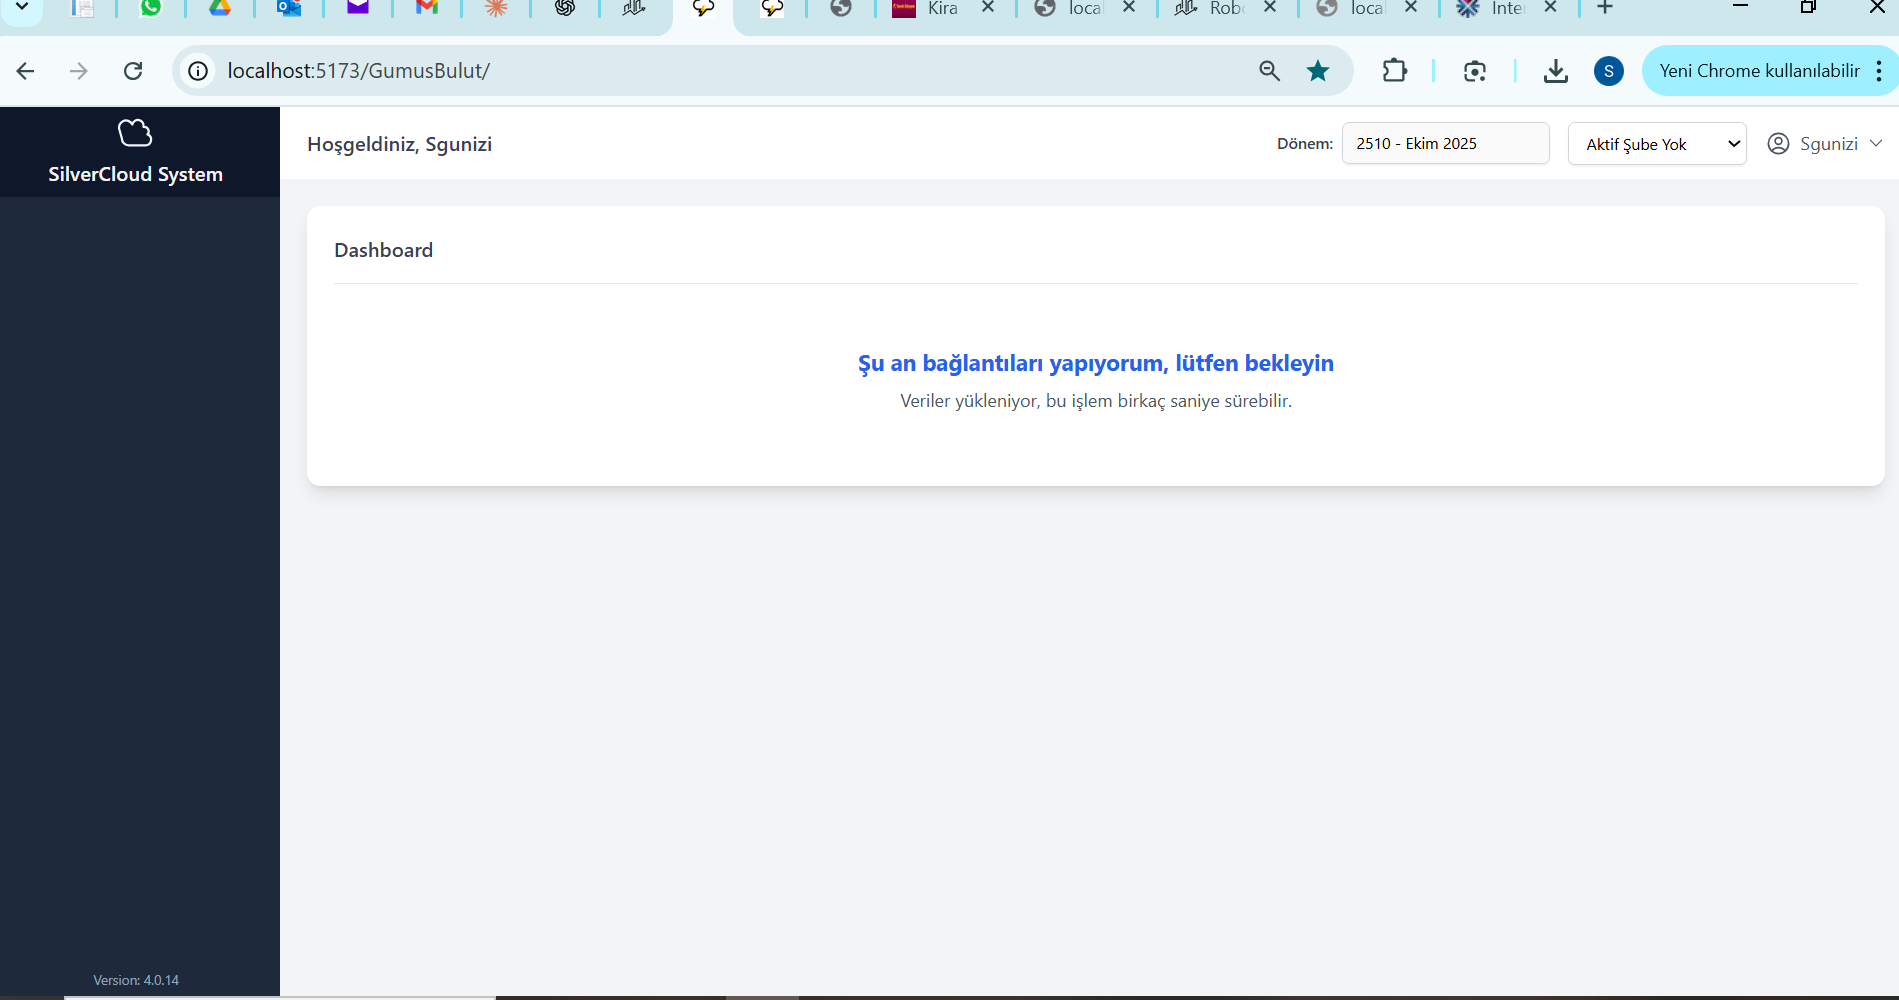 Kira
loca
Rob
loca
Inte
localhost:5173/GumusBulut/
S
Yeni Chrome kullanılabilir
SilverCloud System
Hoşgeldiniz, Sgunizi
Dönem:
2510 - Ekim 2025
Aktif Şube Yok
Sgunizi
Dashboard
Şu an bağlantıları yapıyorum, lütfen bekleyin
Veriler yükleniyor, bu işlem birkaç saniye sürebilir.
Version: 4.0.14